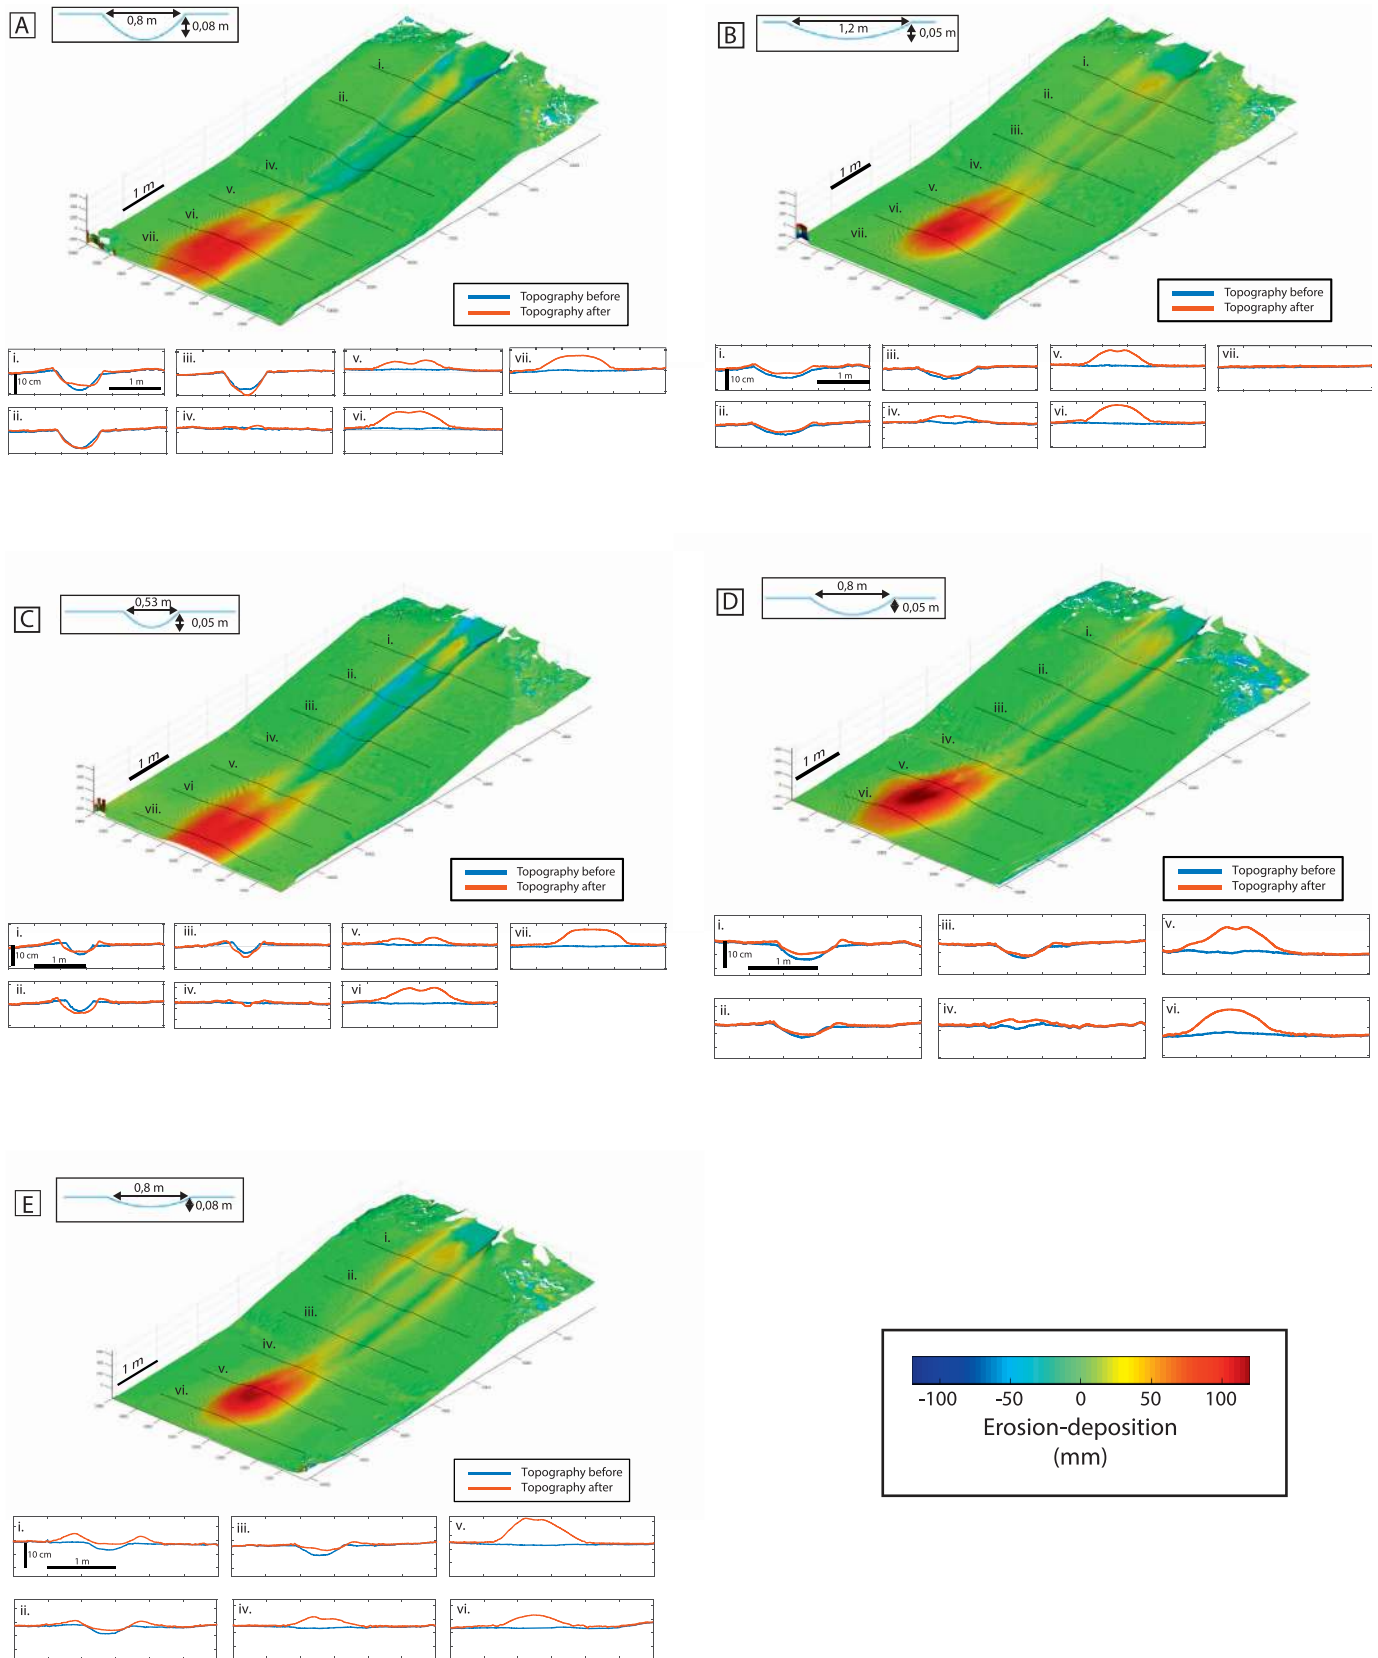 A
0,8 m
0,08 m
i.
ii.
iv.
v.
vi.
vii.
1 m
Topography before
Topography after
i.
10 cm
1 m
iii.
v.
vii.
ii.
iv.
vi.
B
1,2 m
0,05 m
i.
ii.
iii.
iv.
v.
vi.
vii.
1 m
Topography before
Topography after
i.
10 cm
1 m
iii.
v.
vii.
ii.
iv.
vi.
C
0,53 m
0,05 m
i.
ii.
iii.
iv.
v.
vi
vii.
1 m
Topography before
Topography after
i.
10 cm
1 m
iii.
v.
vii.
ii.
iv.
vi
D
0,8 m
0,05 m
i.
ii.
iii.
iv.
v.
vi.
1 m
Topography before
Topography after
i.
10 cm
1 m
iii.
v.
ii.
iv.
vi.
E
0,8 m
0,08 m
i.
ii.
iii.
iv.
v.
vi.
1 m
Topography before
Topography after
i.
10 cm
1 m
iii.
v.
ii.
iv.
vi.
-100 -50 0 50 100
Erosion-deposition
(mm)